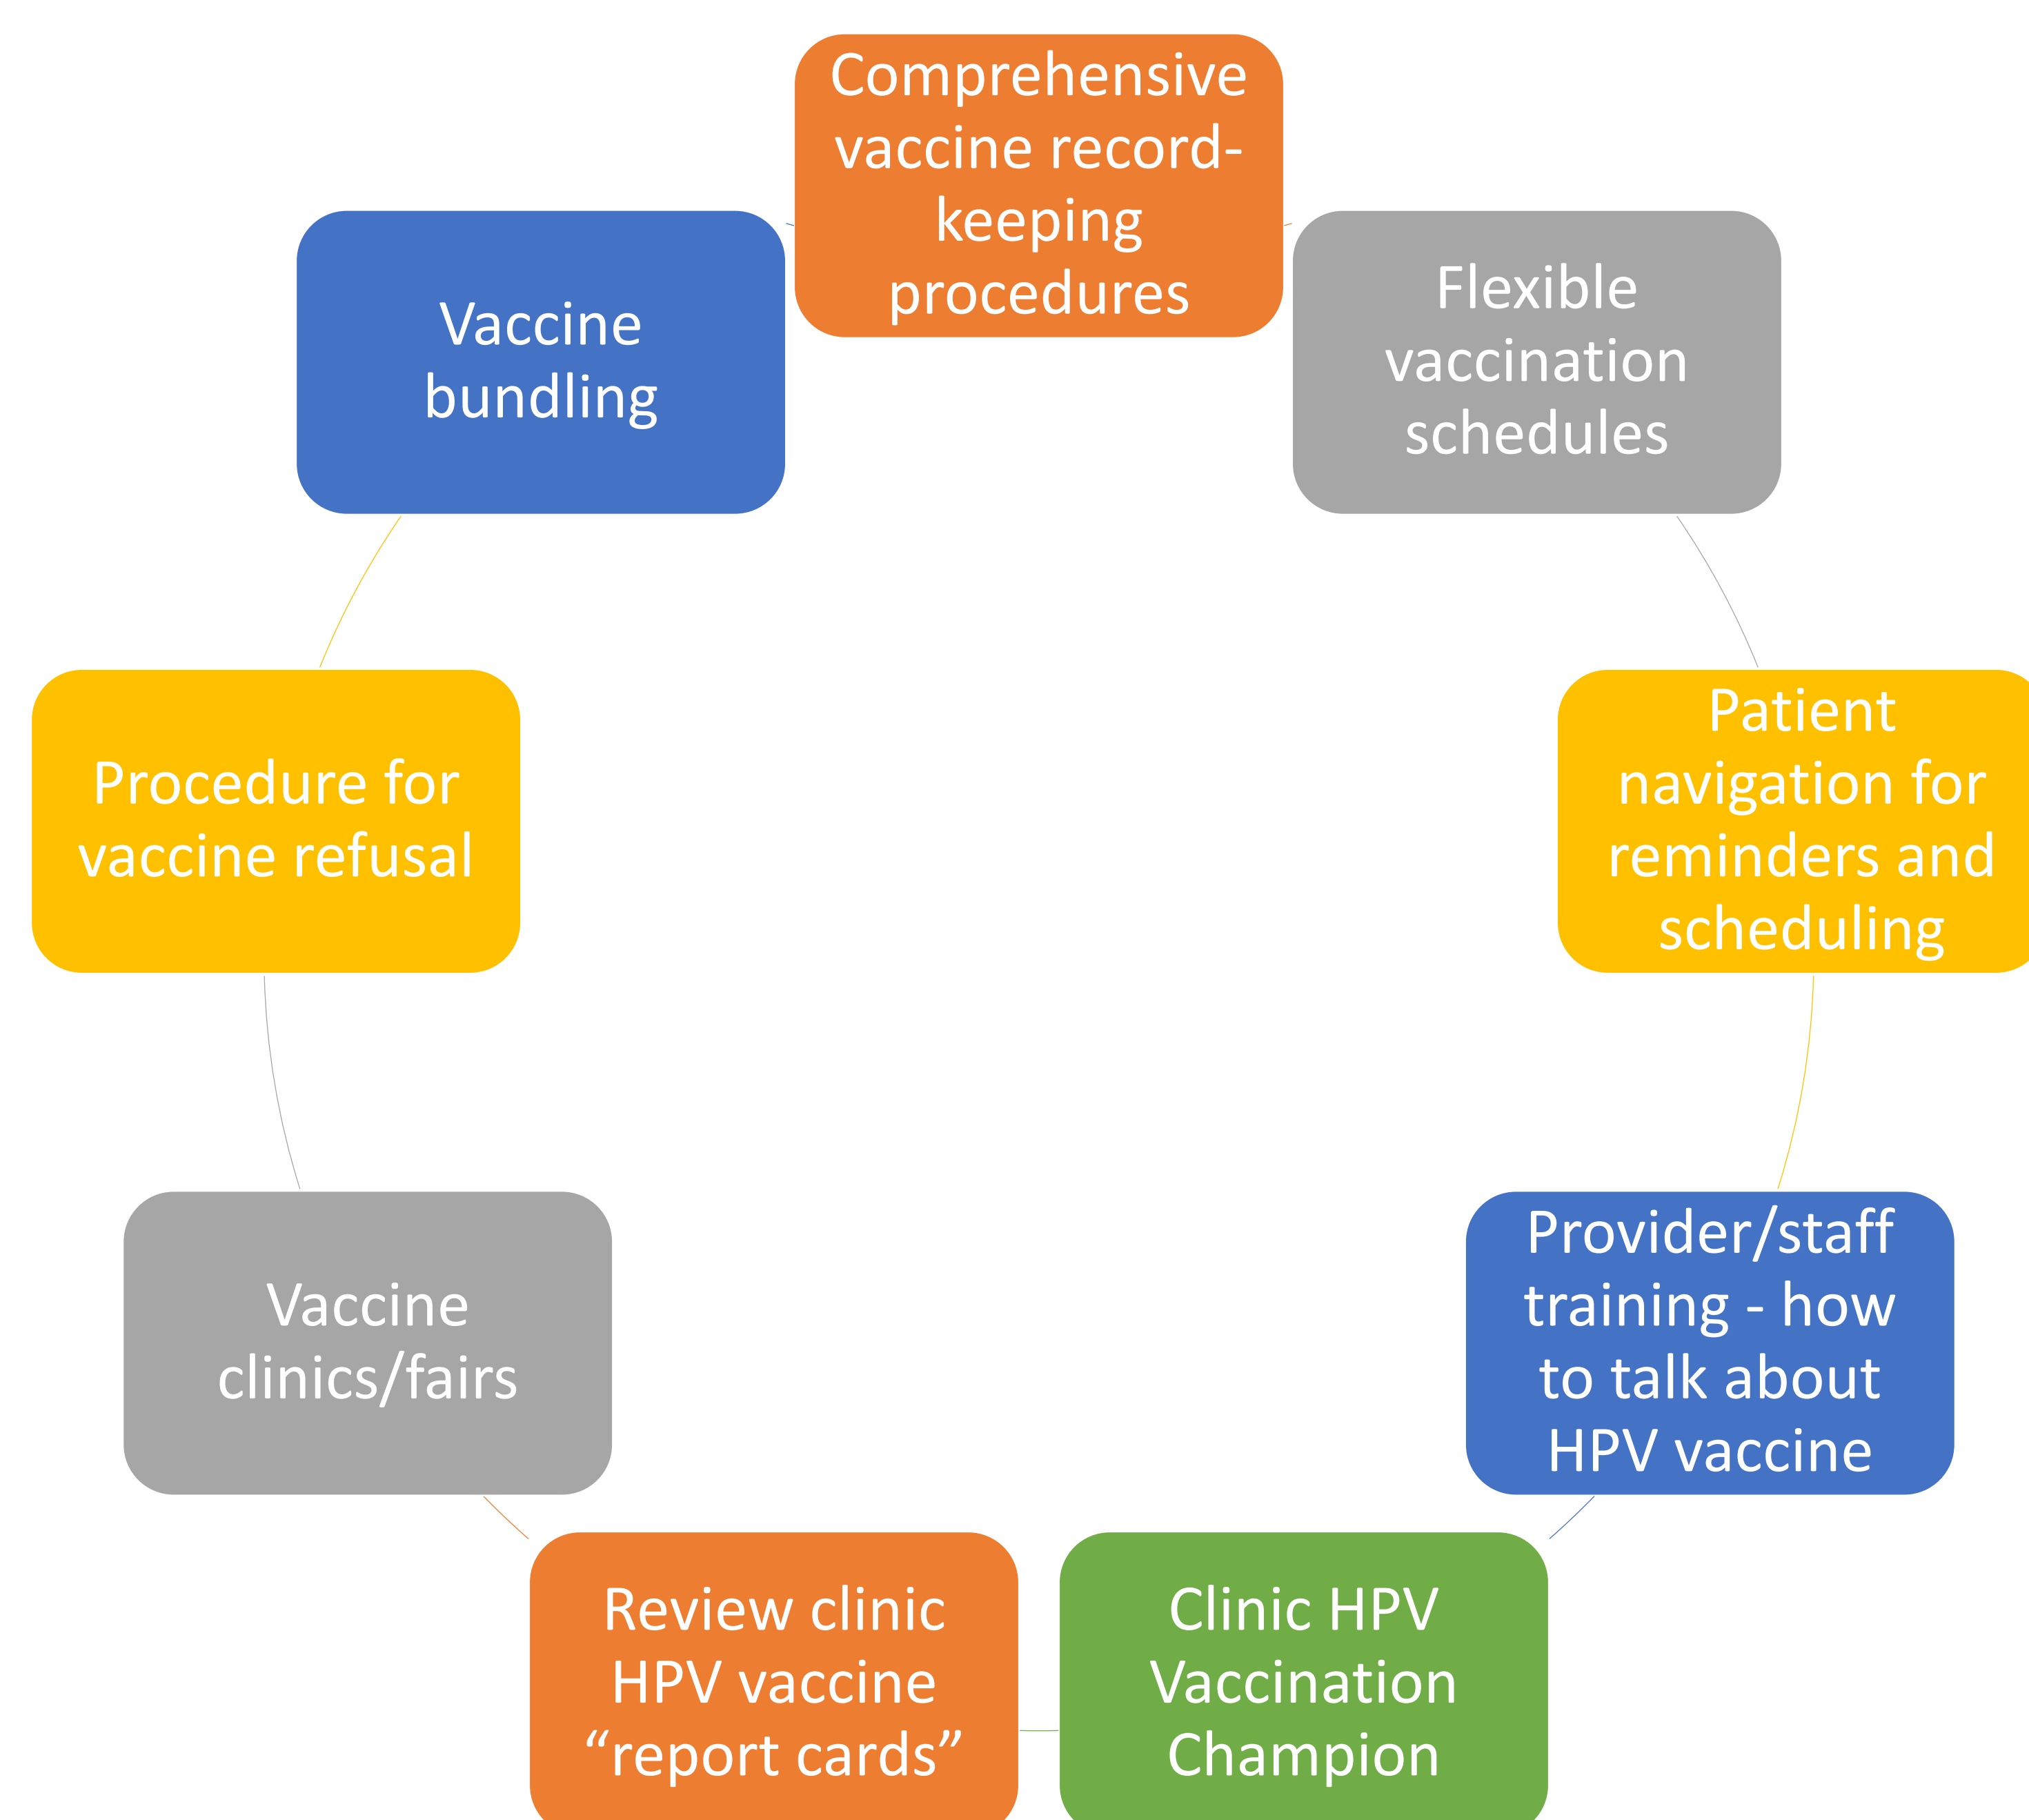 Comprehensive
vaccine record-
keeping
procedures
Flexible
vaccination
schedules
Patient
navigation for
reminders and
scheduling
Provider/staff
training - how
to talk about
HPV vaccine
Clinic HPV
Vaccination
Champion
Review clinic
HPV vaccine
“report cards”
Vaccine
clinics/fairs
Procedure for
vaccine refusal
Vaccine
bundling